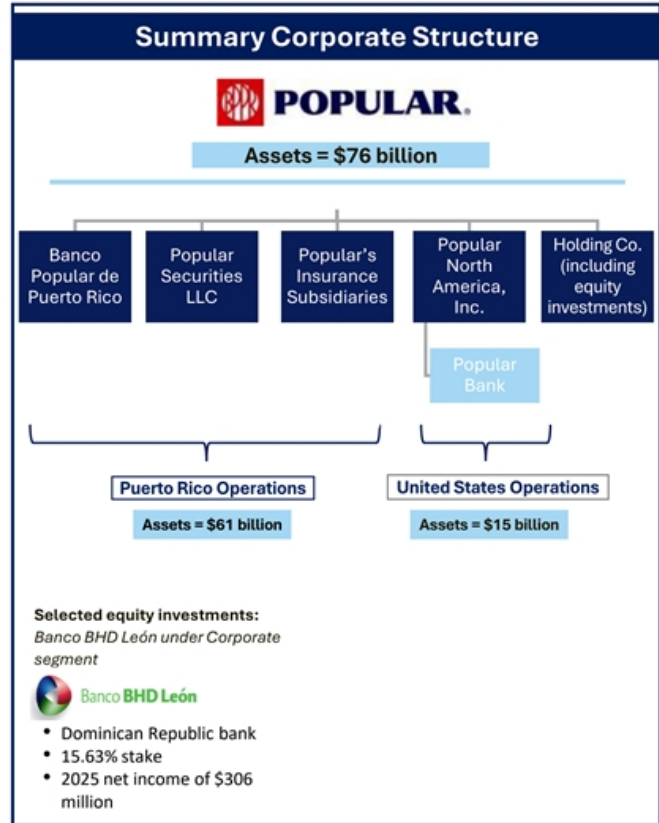 Summary Corporate Structure
POPULAR®
Assets = $76 billion
Banco
Popular de
Puerto Rico
Popular
Securities
LLC
Popular's
Insurance
Subsidiaries
Popular
North
America,
Inc.
Holding Co.
(including
equity
investments)
Popular
Bank
Puerto Rico Operations
Assets = $61 billion
United States Operations
Assets = $15 billion
Selected equity investments:
Banco BHD León under Corporate
segment
Banco BHD León
• Dominican Republic bank
• 15.63% stake
• 2025 net income of $306
million